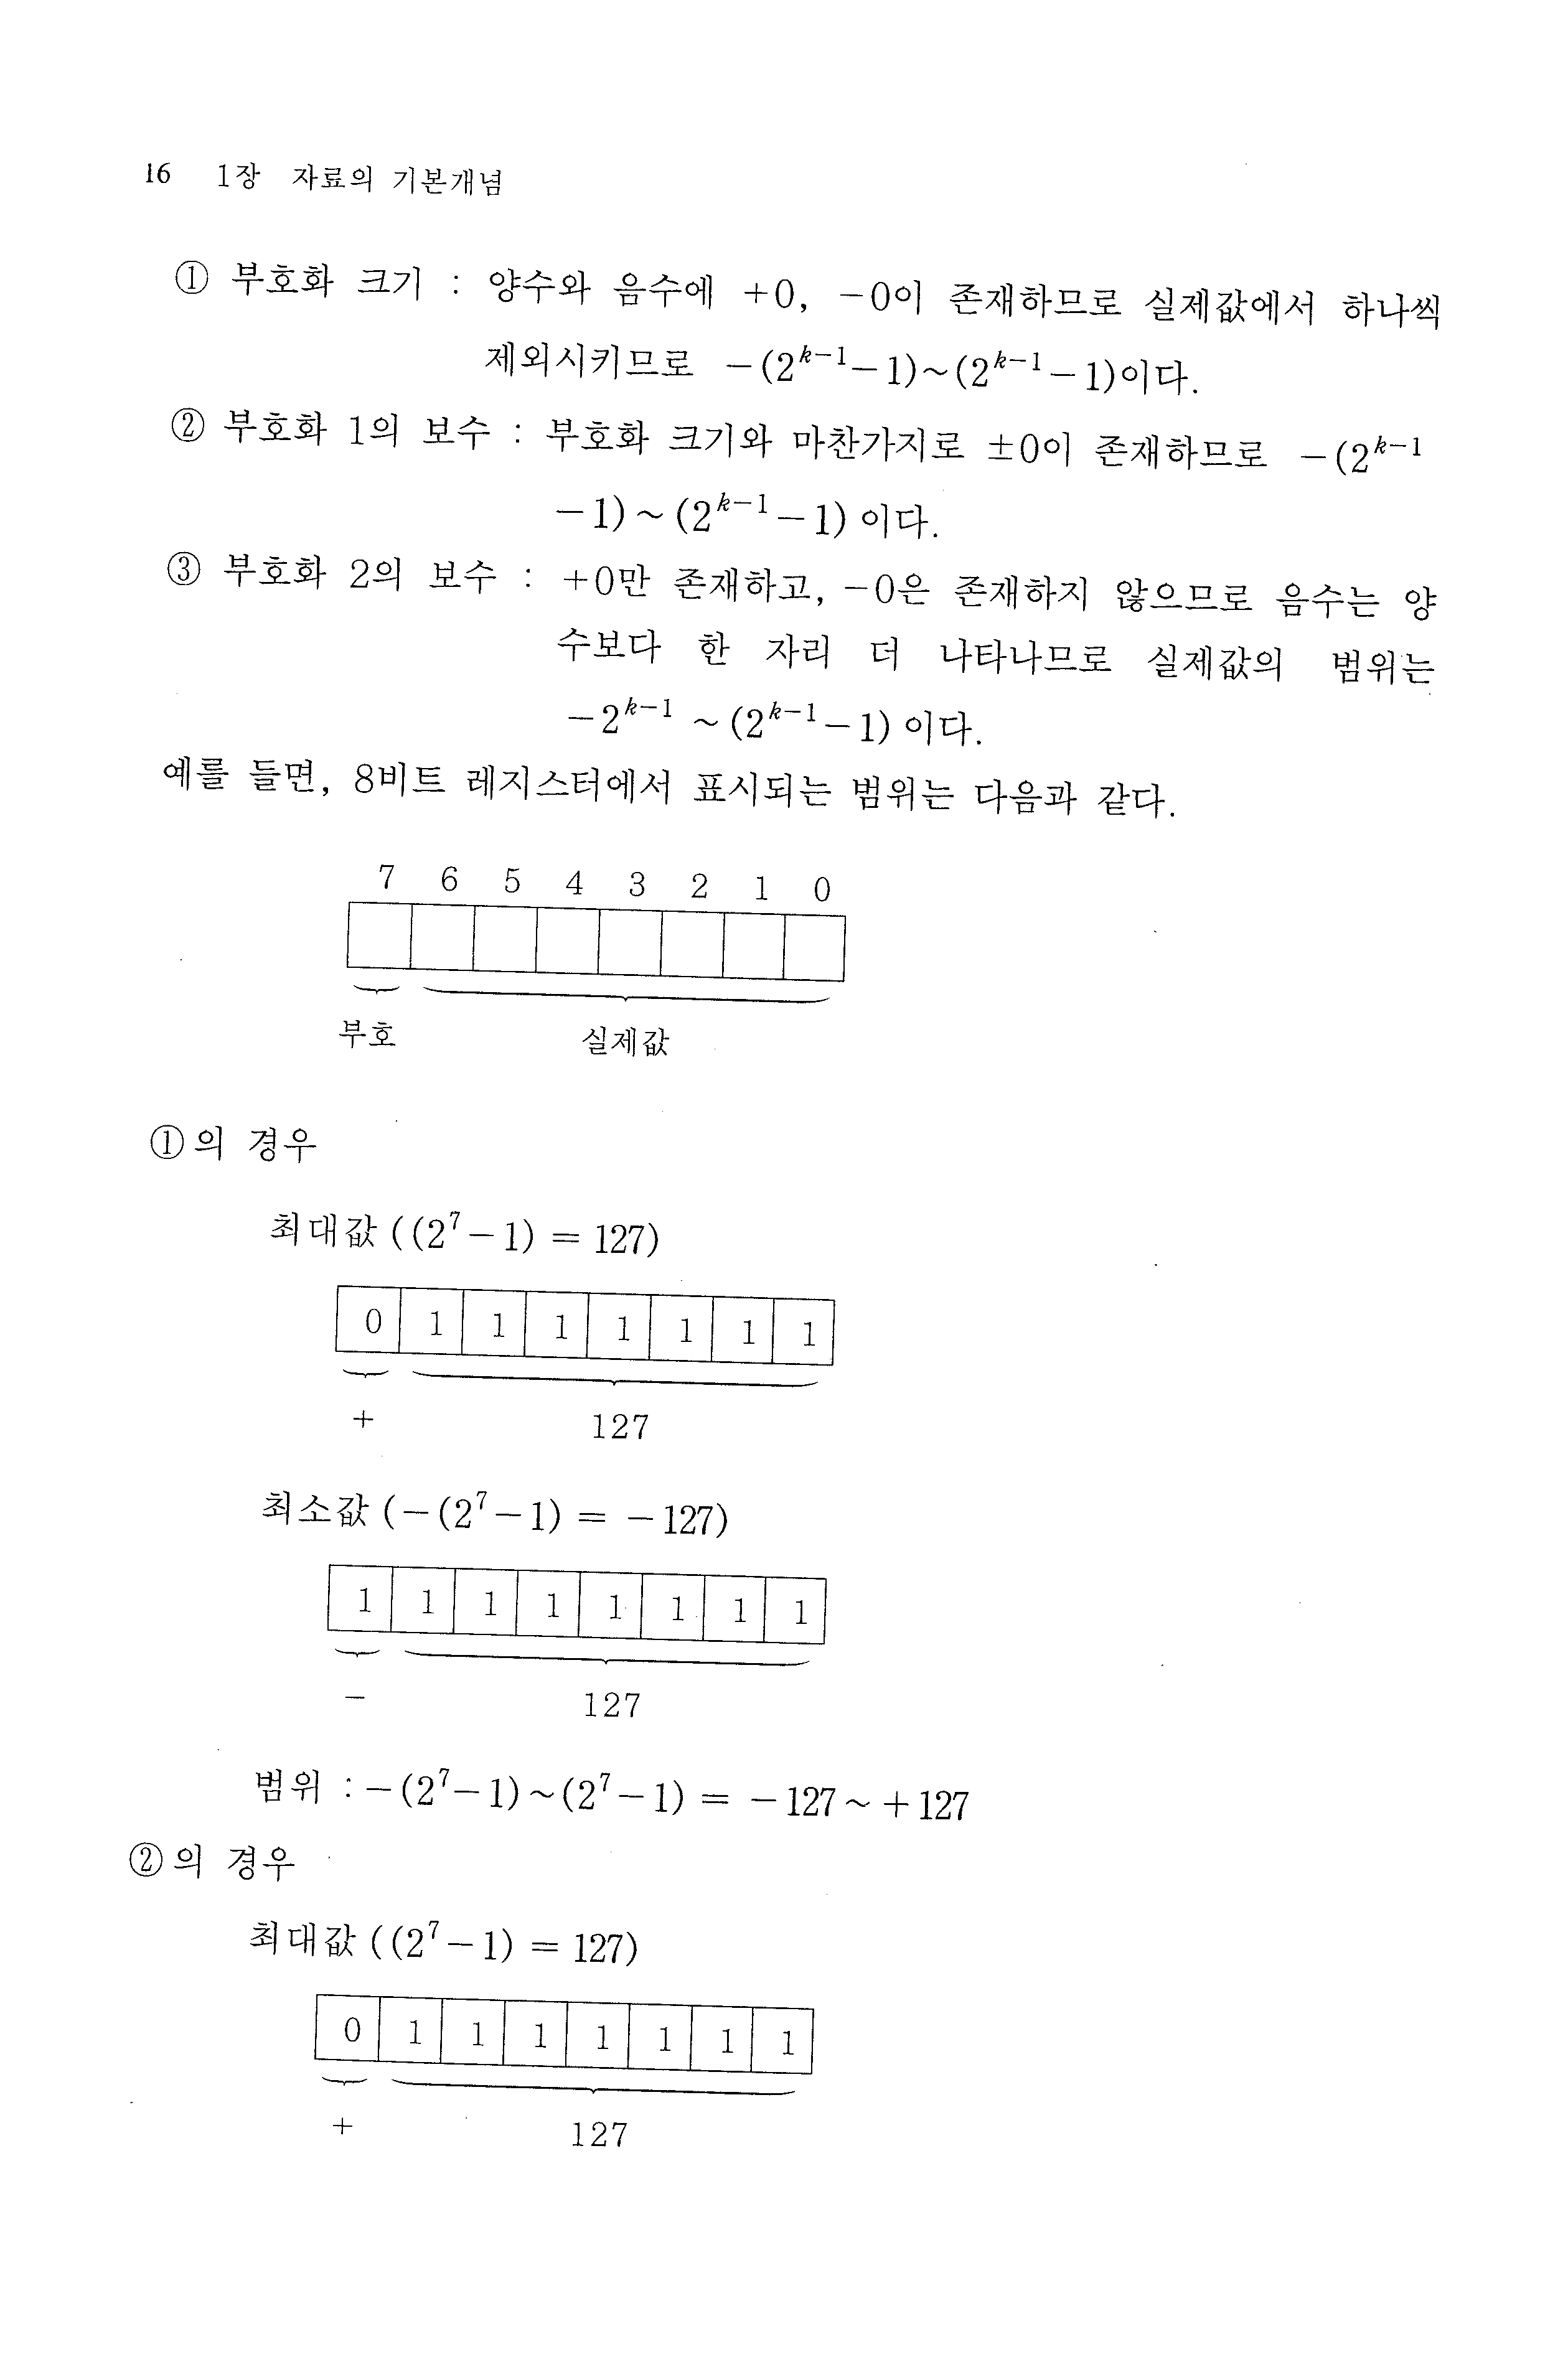 16 1장 자료의 기본개념
① 부호화 크기 : 양수와 음수에 +0, −0이 존재하므로 실제값에서 하나씩
제외시키므로 −(2^{k−1}−1)~(2^{k−1}−1)이다.
② 부호화 1의 보수 : 부호화 크기와 마찬가지로 ±0이 존재하므로 −(2^{k−1}
−1)~(2^{k−1}−1) 이다.
③ 부호화 2의 보수 : +0만 존재하고, −0은 존재하지 않으므로 음수는 양
수보다 한 자리 더 나타나므로 실제값의 범위는
−2^{k−1} ~(2^{k−1}−1) 이다.
예를 들면, 8비트 레지스터에서 표시되는 범위는 다음과 같다.
7 6 5 4 3 2 1 0
부호 실제값
①의 경우
최대값 ((2^7−1) = 127)
0 1 1 1 1 1 1 1
+ 127
최소값 (−(2^7−1) = −127)
1 1 1 1 1 1 1 1
− 127
범위 : −(2^7−1)~(2^7−1) = −127~+127
②의 경우
최대값 ((2^7−1) = 127)
0 1 1 1 1 1 1 1
+ 127